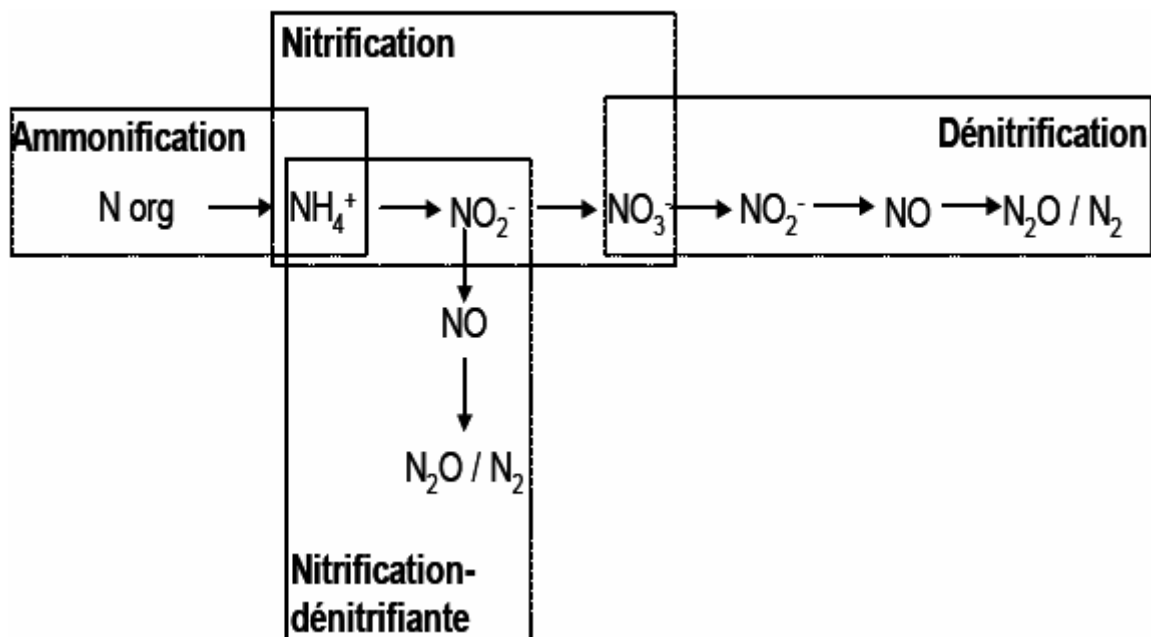 Nitrification
Ammonification
Dénitrification
N org → NH₄⁺ → NO₂⁻ → NO₃⁻ → NO₂⁻ → NO → N₂O / N₂
NO
N₂O / N₂
Nitrification-
dénitrifiante